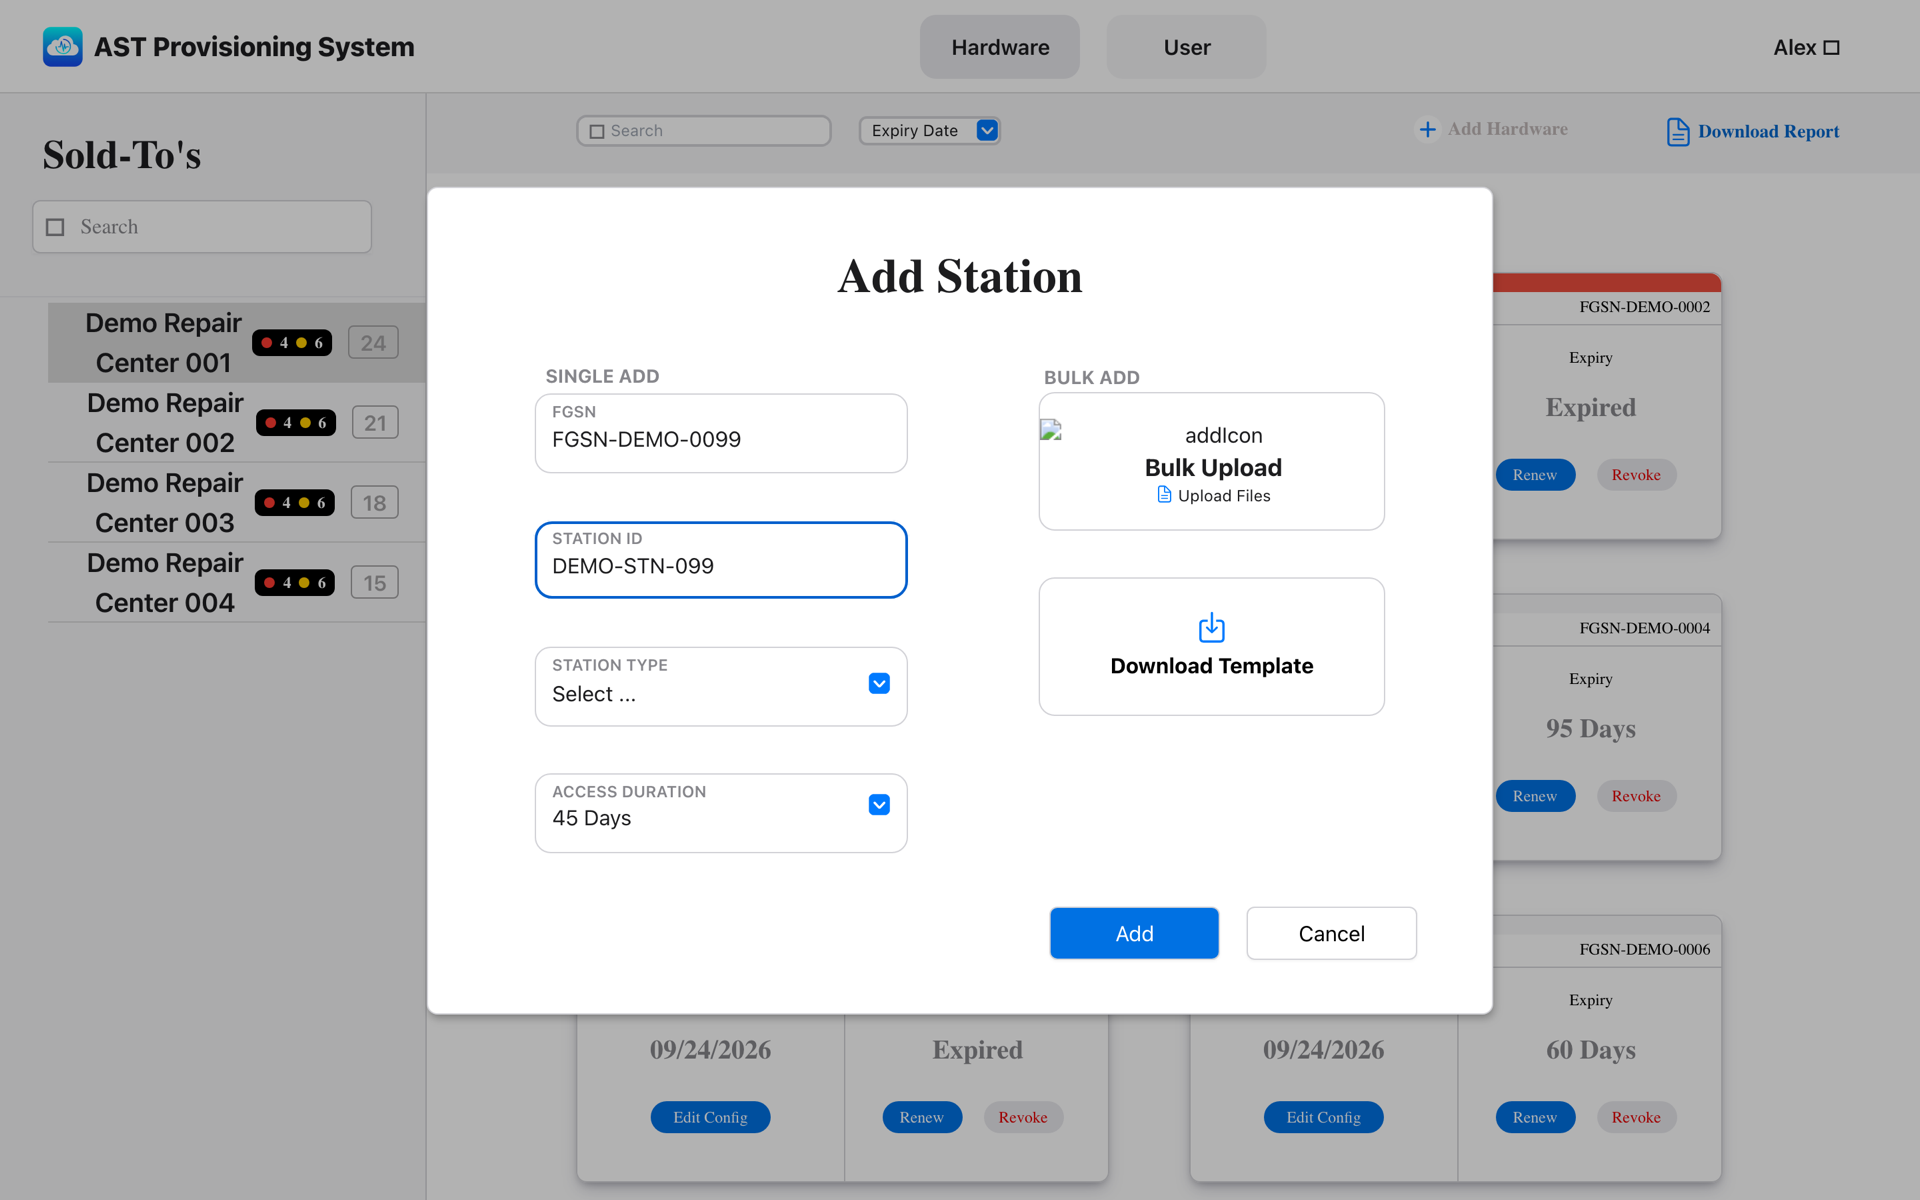 AST Provisioning System
Hardware
User
Alex
Sold-To's
Search
Demo Repair
Center 001
4 6
24
Demo Repair
Center 002
4 6
21
Demo Repair
Center 003
4 6
18
Demo Repair
Center 004
4 6
15
Search
Expiry Date
Add Hardware
Download Report
Add Station
SINGLE ADD
FGSN
FGSN-DEMO-0099
STATION ID
DEMO-STN-099
STATION TYPE
Select ...
ACCESS DURATION
45 Days
BULK ADD
addIcon
Bulk Upload
Upload Files
Download Template
Add
Cancel
FGSN-DEMO-0002
Expiry
Expired
Renew
Revoke
FGSN-DEMO-0004
Expiry
95 Days
Renew
Revoke
09/24/2026
Expired
Edit Config
Renew
Revoke
FGSN-DEMO-0006
Expiry
09/24/2026
60 Days
Edit Config
Renew
Revoke